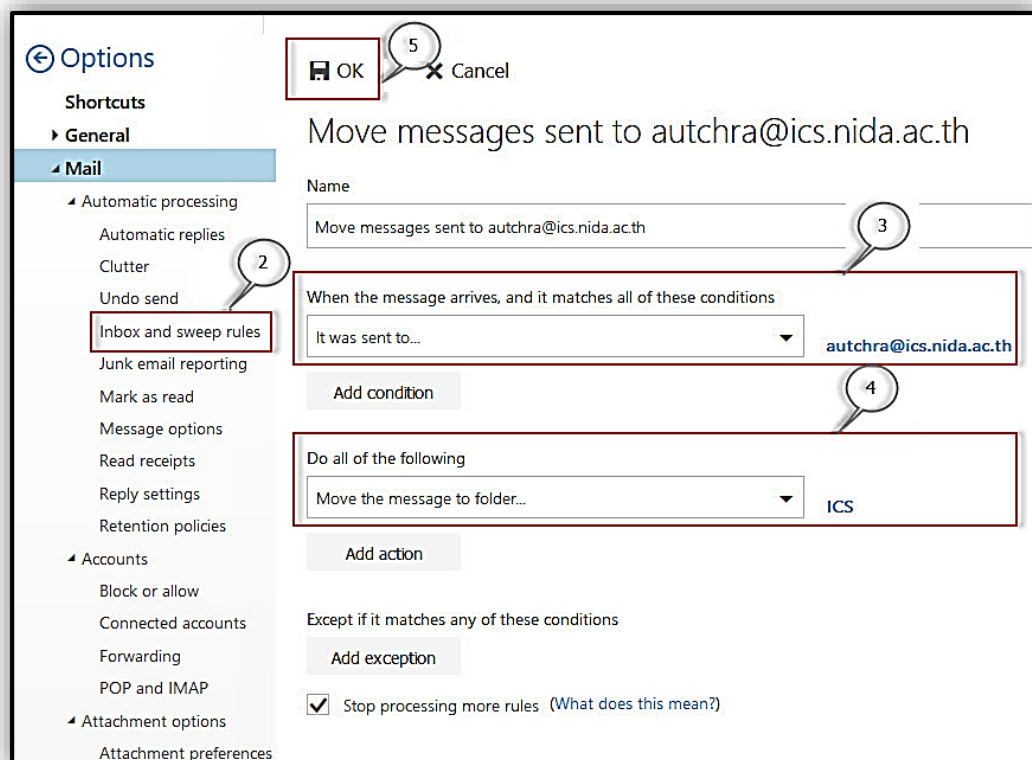 Options
Shortcuts
General
Mail
Automatic processing
Automatic replies
Clutter
Undo send
Inbox and sweep rules
Junk email reporting
Mark as read
Message options
Read receipts
Reply settings
Retention policies
Accounts
Block or allow
Connected accounts
Forwarding
POP and IMAP
Attachment options
Attachment preferences
2
OK
5
Cancel
Move messages sent to autchra@ics.nida.ac.th
Name
Move messages sent to autchra@ics.nida.ac.th
3
When the message arrives, and it matches all of these conditions
It was sent to...
autchra@ics.nida.ac.th
Add condition
4
Do all of the following
Move the message to folder...
ICS
Add action
Except if it matches any of these conditions
Add exception
Stop processing more rules (What does this mean?)